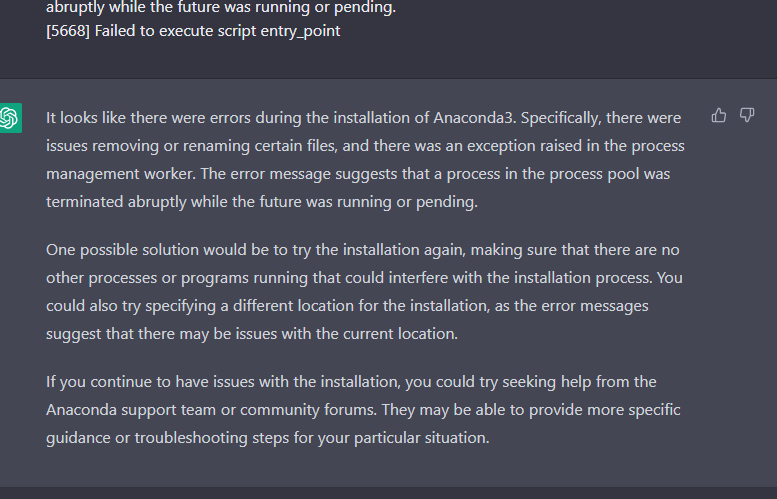 abruptly while the future was running or pending.
[5668] Failed to execute script entry_point
It looks like there were errors during the installation of Anaconda3. Specifically, there were
issues removing or renaming certain files, and there was an exception raised in the process
management worker. The error message suggests that a process in the process pool was
terminated abruptly while the future was running or pending.
One possible solution would be to try the installation again, making sure that there are no
other processes or programs running that could interfere with the installation process. You
could also try specifying a different location for the installation, as the error messages
suggest that there may be issues with the current location.
If you continue to have issues with the installation, you could try seeking help from the
Anaconda support team or community forums. They may be able to provide more specific
guidance or troubleshooting steps for your particular situation.